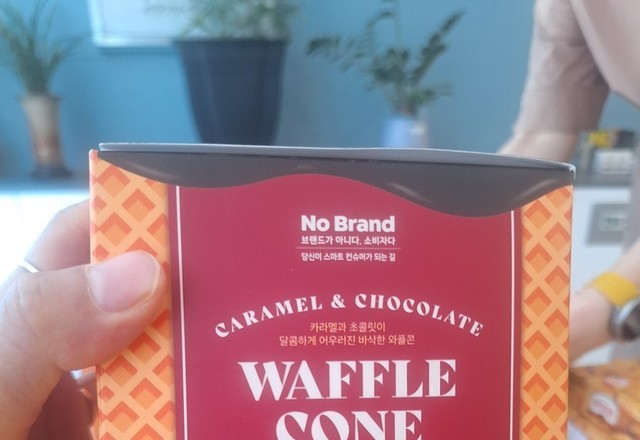 No Brand
브랜드가 아니다. 소비자다
당신이 스마트 컨슈머가 되는 길
CARAMEL & CHOCOLATE
카라멜과 초콜릿이
달콤하게 어우러진 바삭한 와플콘
WAFFLE
CONE